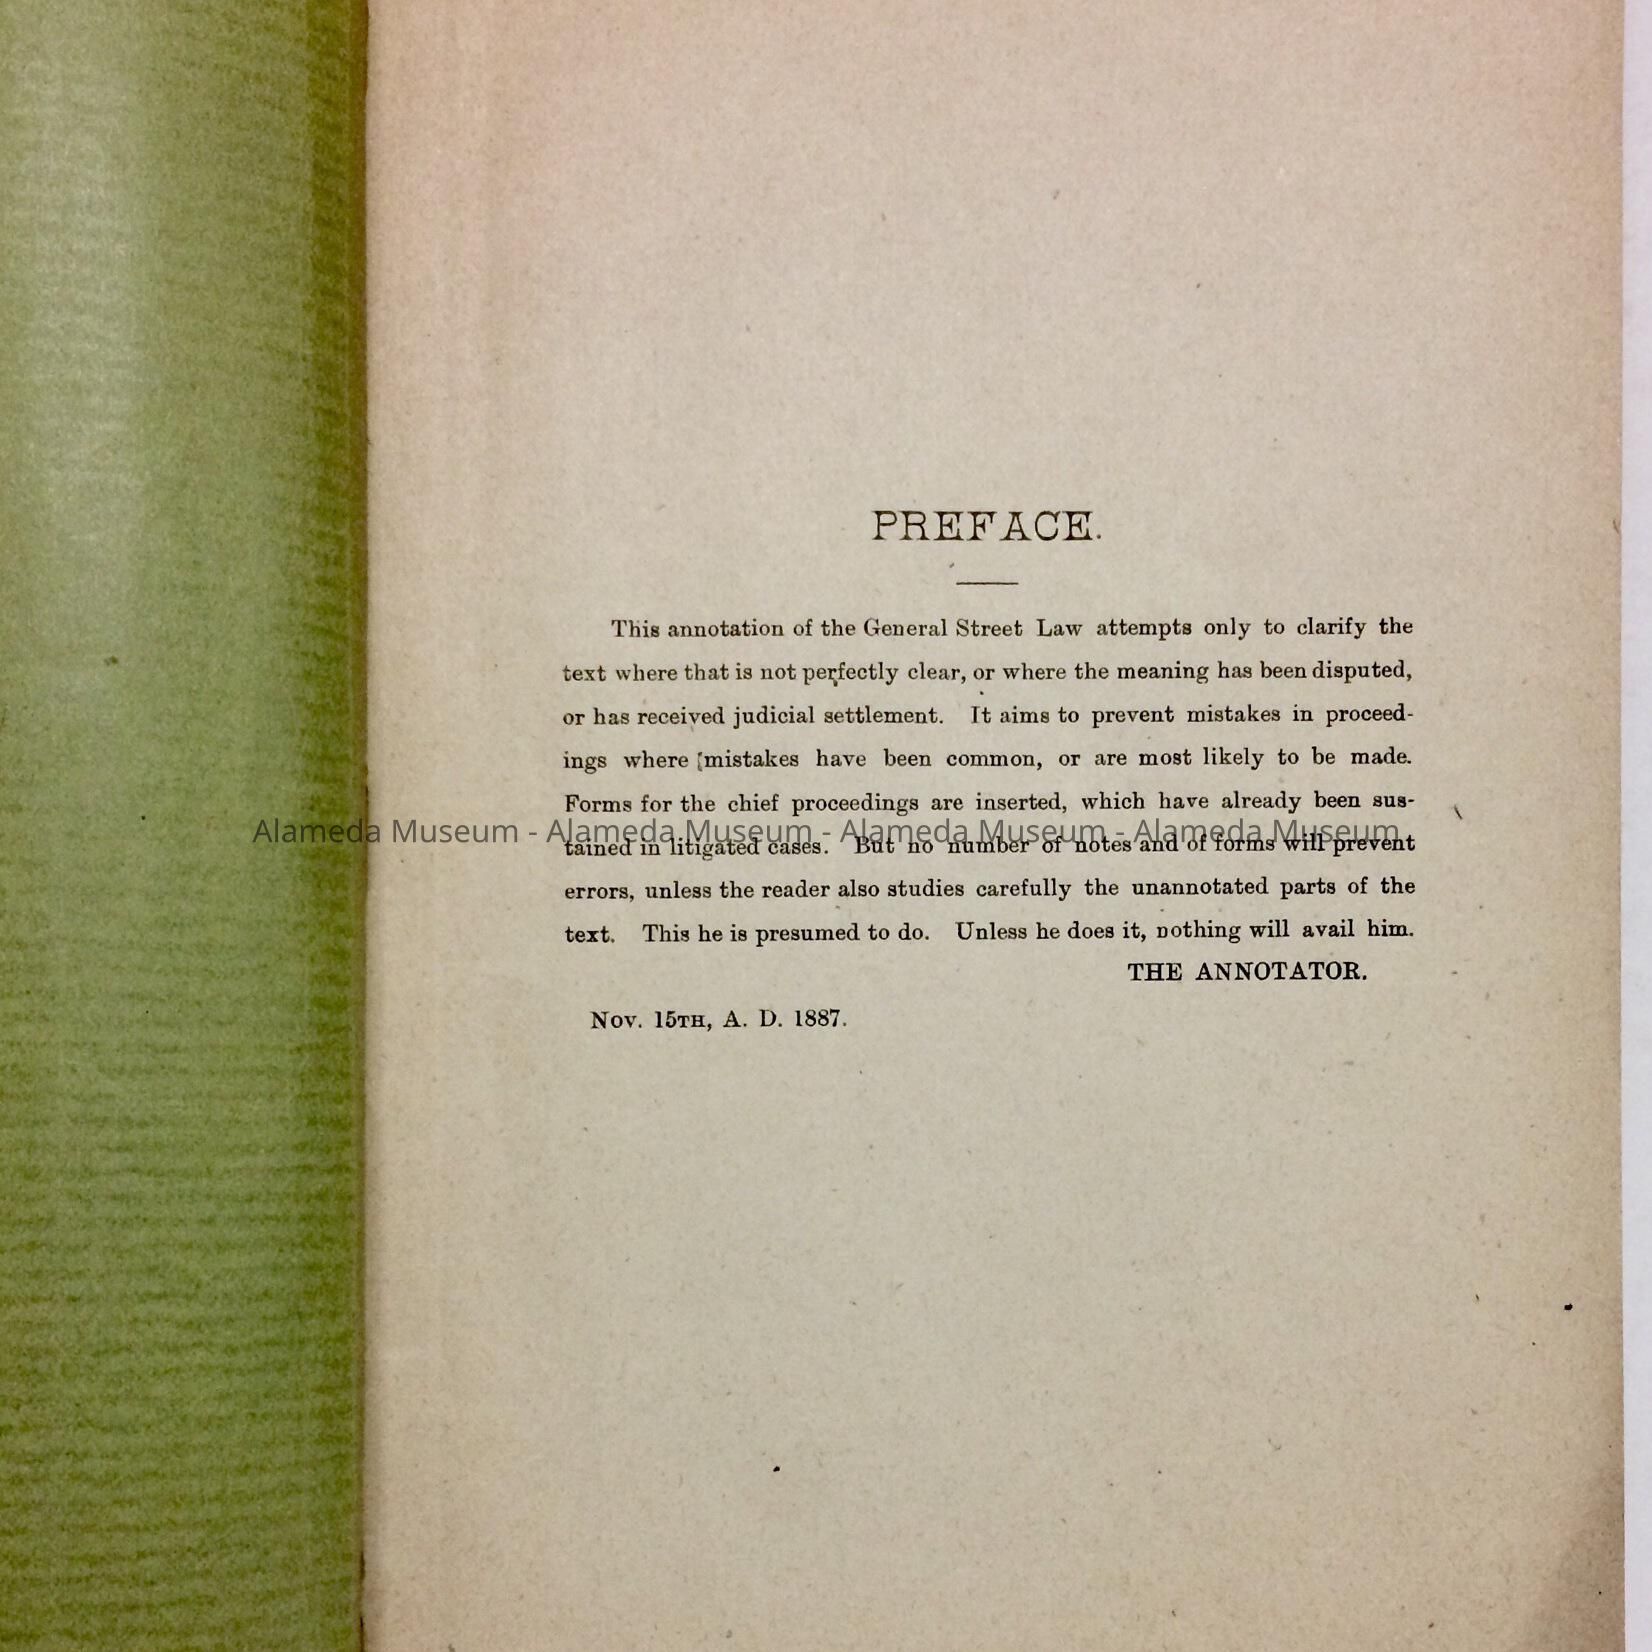 PREFACE.
This annotation of the General Street Law attempts only to clarify the
text where that is not perfectly clear, or where the meaning has been disputed,
or has received judicial settlement. It aims to prevent mistakes in proceed-
ings where mistakes have been common, or are most likely to be made.
Forms for the chief proceedings are inserted, which have already been sus-
Alameda Museum - Alameda Museum - Alameda Museum - Alameda Museum
tained in litigated cases. But no number of notes and of forms will prevent
errors, unless the reader also studies carefully the unannotated parts of the
text. This he is presumed to do. Unless he does it, nothing will avail him.
THE ANNOTATOR.
Nov. 15TH, A. D. 1887.